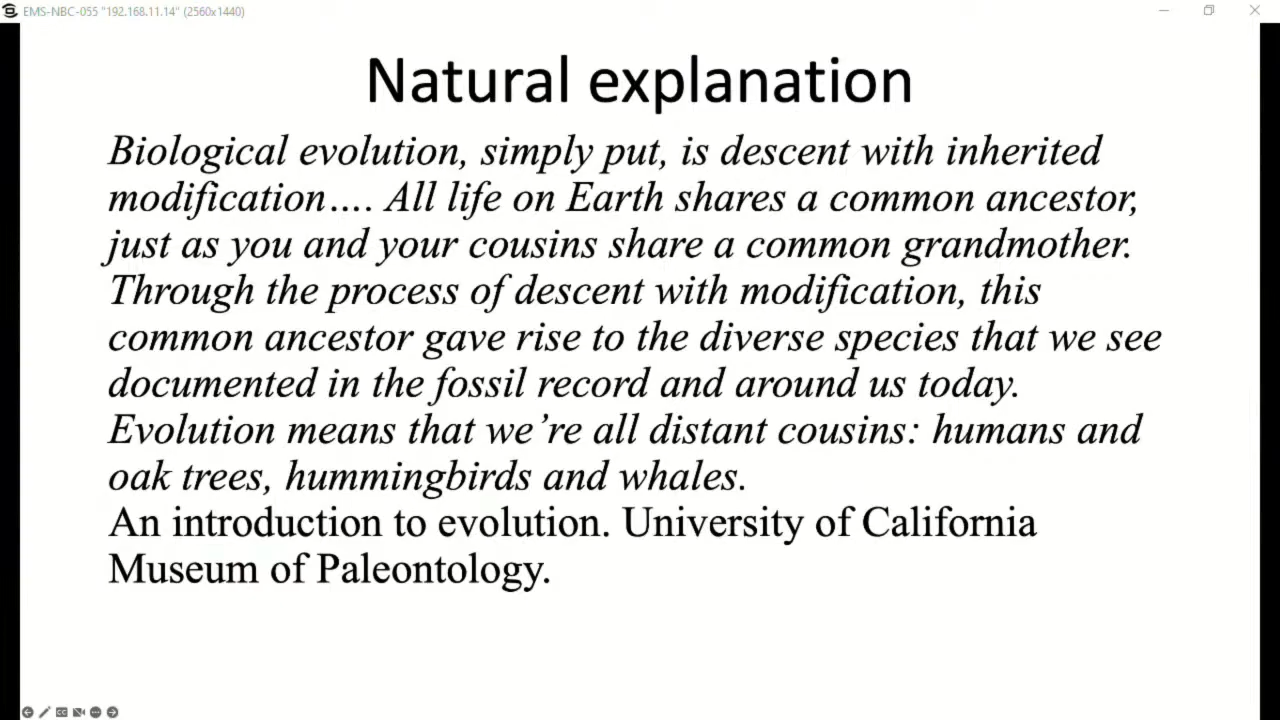 EMS-NBC-055 "192.168.11.14" (2560x1440)
Natural explanation
Biological evolution, simply put, is descent with inherited
modification…. All life on Earth shares a common ancestor,
just as you and your cousins share a common grandmother.
Through the process of descent with modification, this
common ancestor gave rise to the diverse species that we see
documented in the fossil record and around us today.
Evolution means that we’re all distant cousins: humans and
oak trees, hummingbirds and whales.
An introduction to evolution. University of California
Museum of Paleontology.